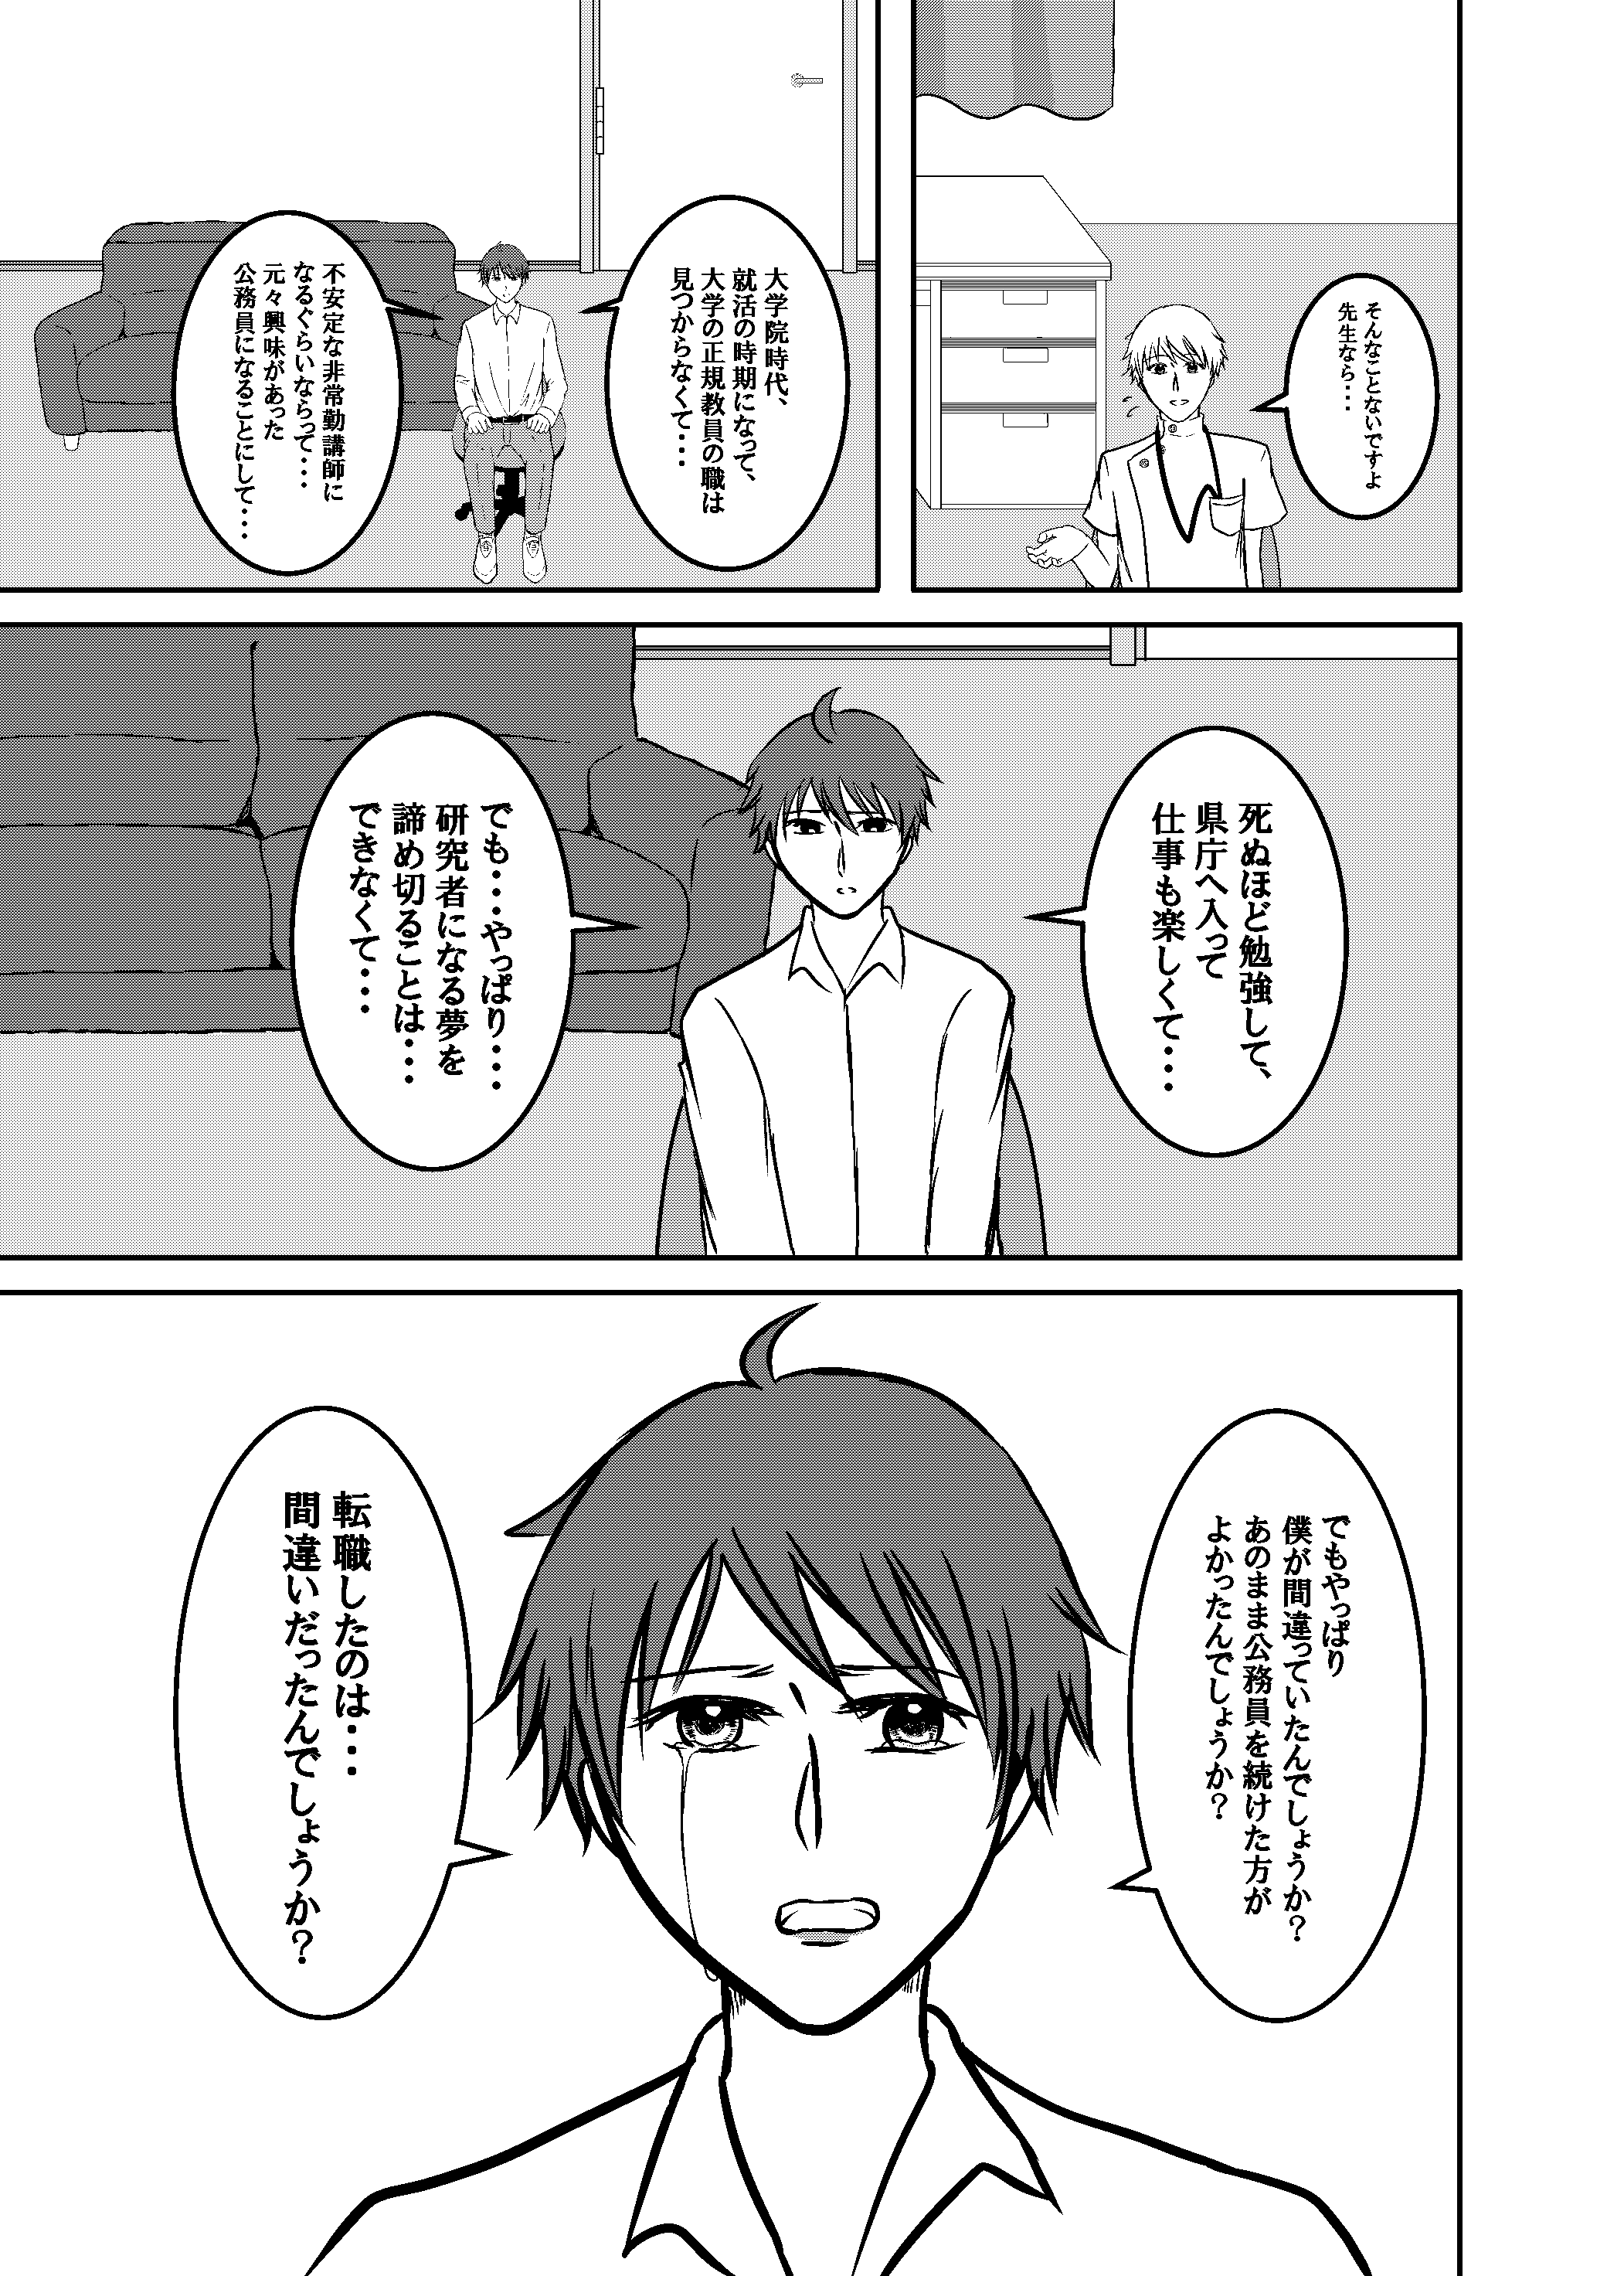 そんなことないですよ
先生なら・・・
大学院時代、
就活の時期になって、
大学の正規教員の職は
見つからなくて・・・
不安定な非常勤講師に
なるぐらいならって・・・
元々興味があった
公務員になることにして・・・
死ぬほど勉強して、
県庁へ入って
仕事も楽しくて・・・
でも・・・やっぱり・・・
研究者になる夢を
諦め切ることは・・・
できなくて・・・
でもやっぱり
僕が間違っていたんでしょうか？
あのまま公務員を続けた方が
よかったんでしょうか？
転職したのは・・・
間違いだったんでしょうか？